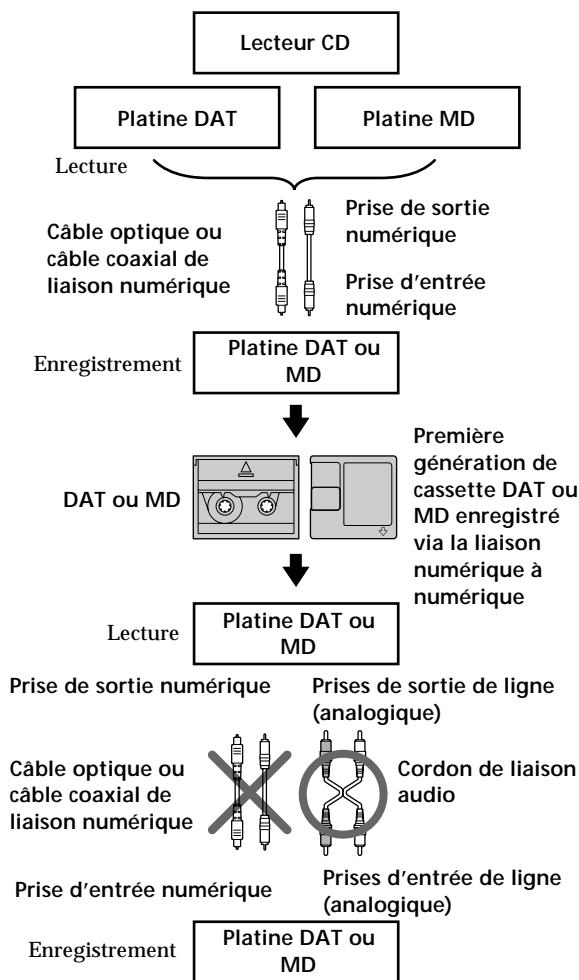 Lecteur CD
Platine DAT
Platine MD
Lecture
Câble optique ou
câble coaxial de
liaison numérique
Prise de sortie
numérique
Prise d'entrée
numérique
Enregistrement
Platine DAT ou
MD
DAT ou MD
Première
génération de
cassette DAT ou
MD enregistré
via la liaison
numérique à
numérique
Lecture
Platine DAT ou
MD
Prise de sortie numérique
Prises de sortie de ligne
(analogique)
Câble optique ou
câble coaxial de
liaison numérique
Cordon de liaison
audio
Prise d'entrée numérique
Prises d'entrée de ligne
(analogique)
Enregistrement
Platine DAT ou
MD